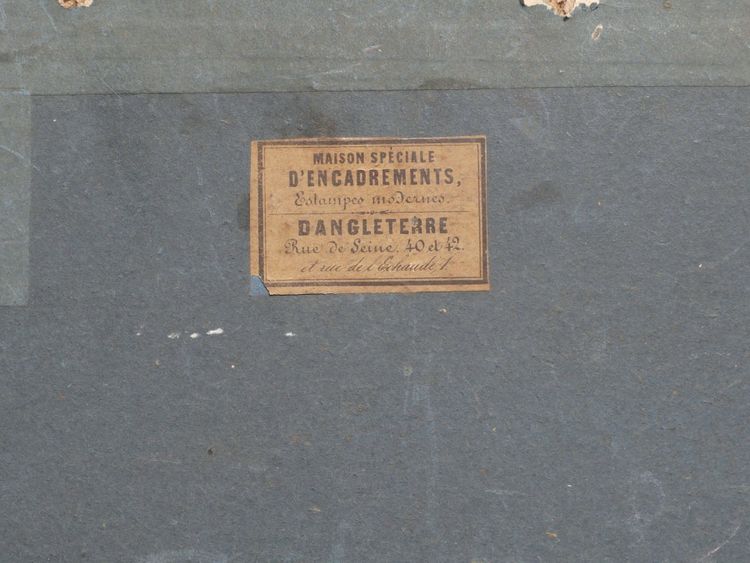 MAISON SPÉCIALE
D'ENCADREMENTS,
Estampes modernes.
DANGLETERRE
Rue de Seine. 40 et 42.
et rue de l'Echaudé 1.